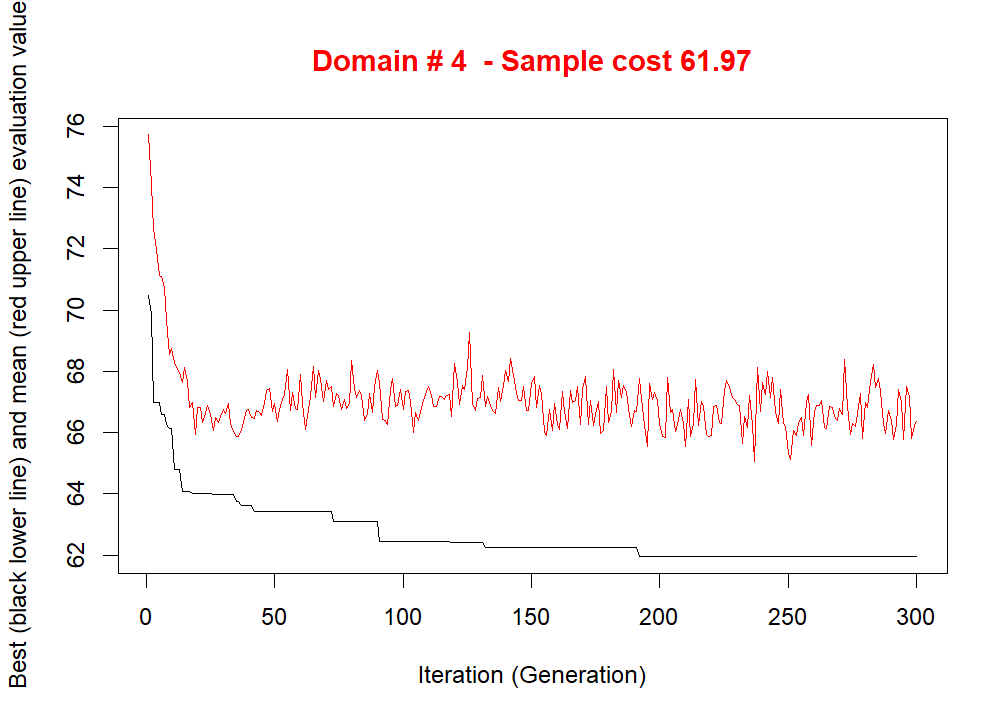 Domain # 4  - Sample cost 61.97
Best (black lower line) and mean (red upper line) evaluation value
76
74
72
70
68
66
64
62
0 50 100 150 200 250 300
Iteration (Generation)